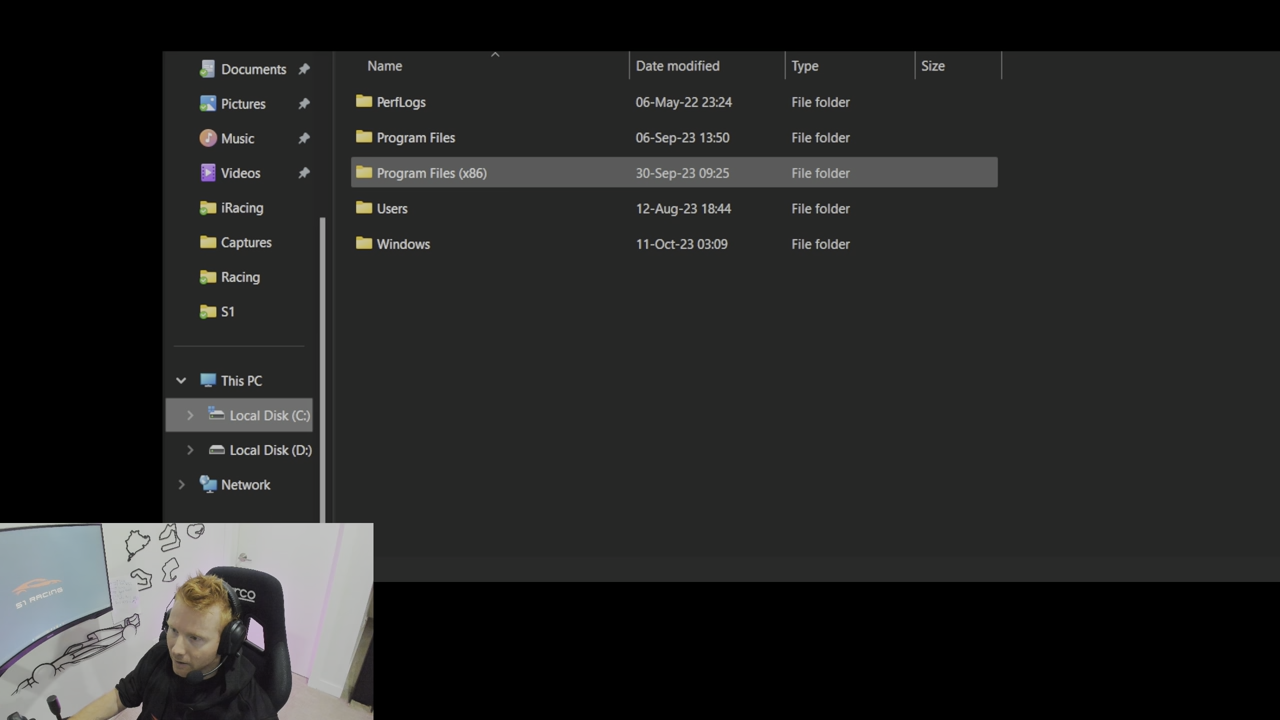 Name Date modified Type Size
Documents
Pictures
Music
Videos
iRacing
Captures
Racing
S1
This PC
Local Disk (C:)
Local Disk (D:)
Network
PerfLogs 06-May-22 23:24 File folder
Program Files 06-Sep-23 13:50 File folder
Program Files (x86) 30-Sep-23 09:25 File folder
Users 12-Aug-23 18:44 File folder
Windows 11-Oct-23 03:09 File folder
S1 RACING
rco